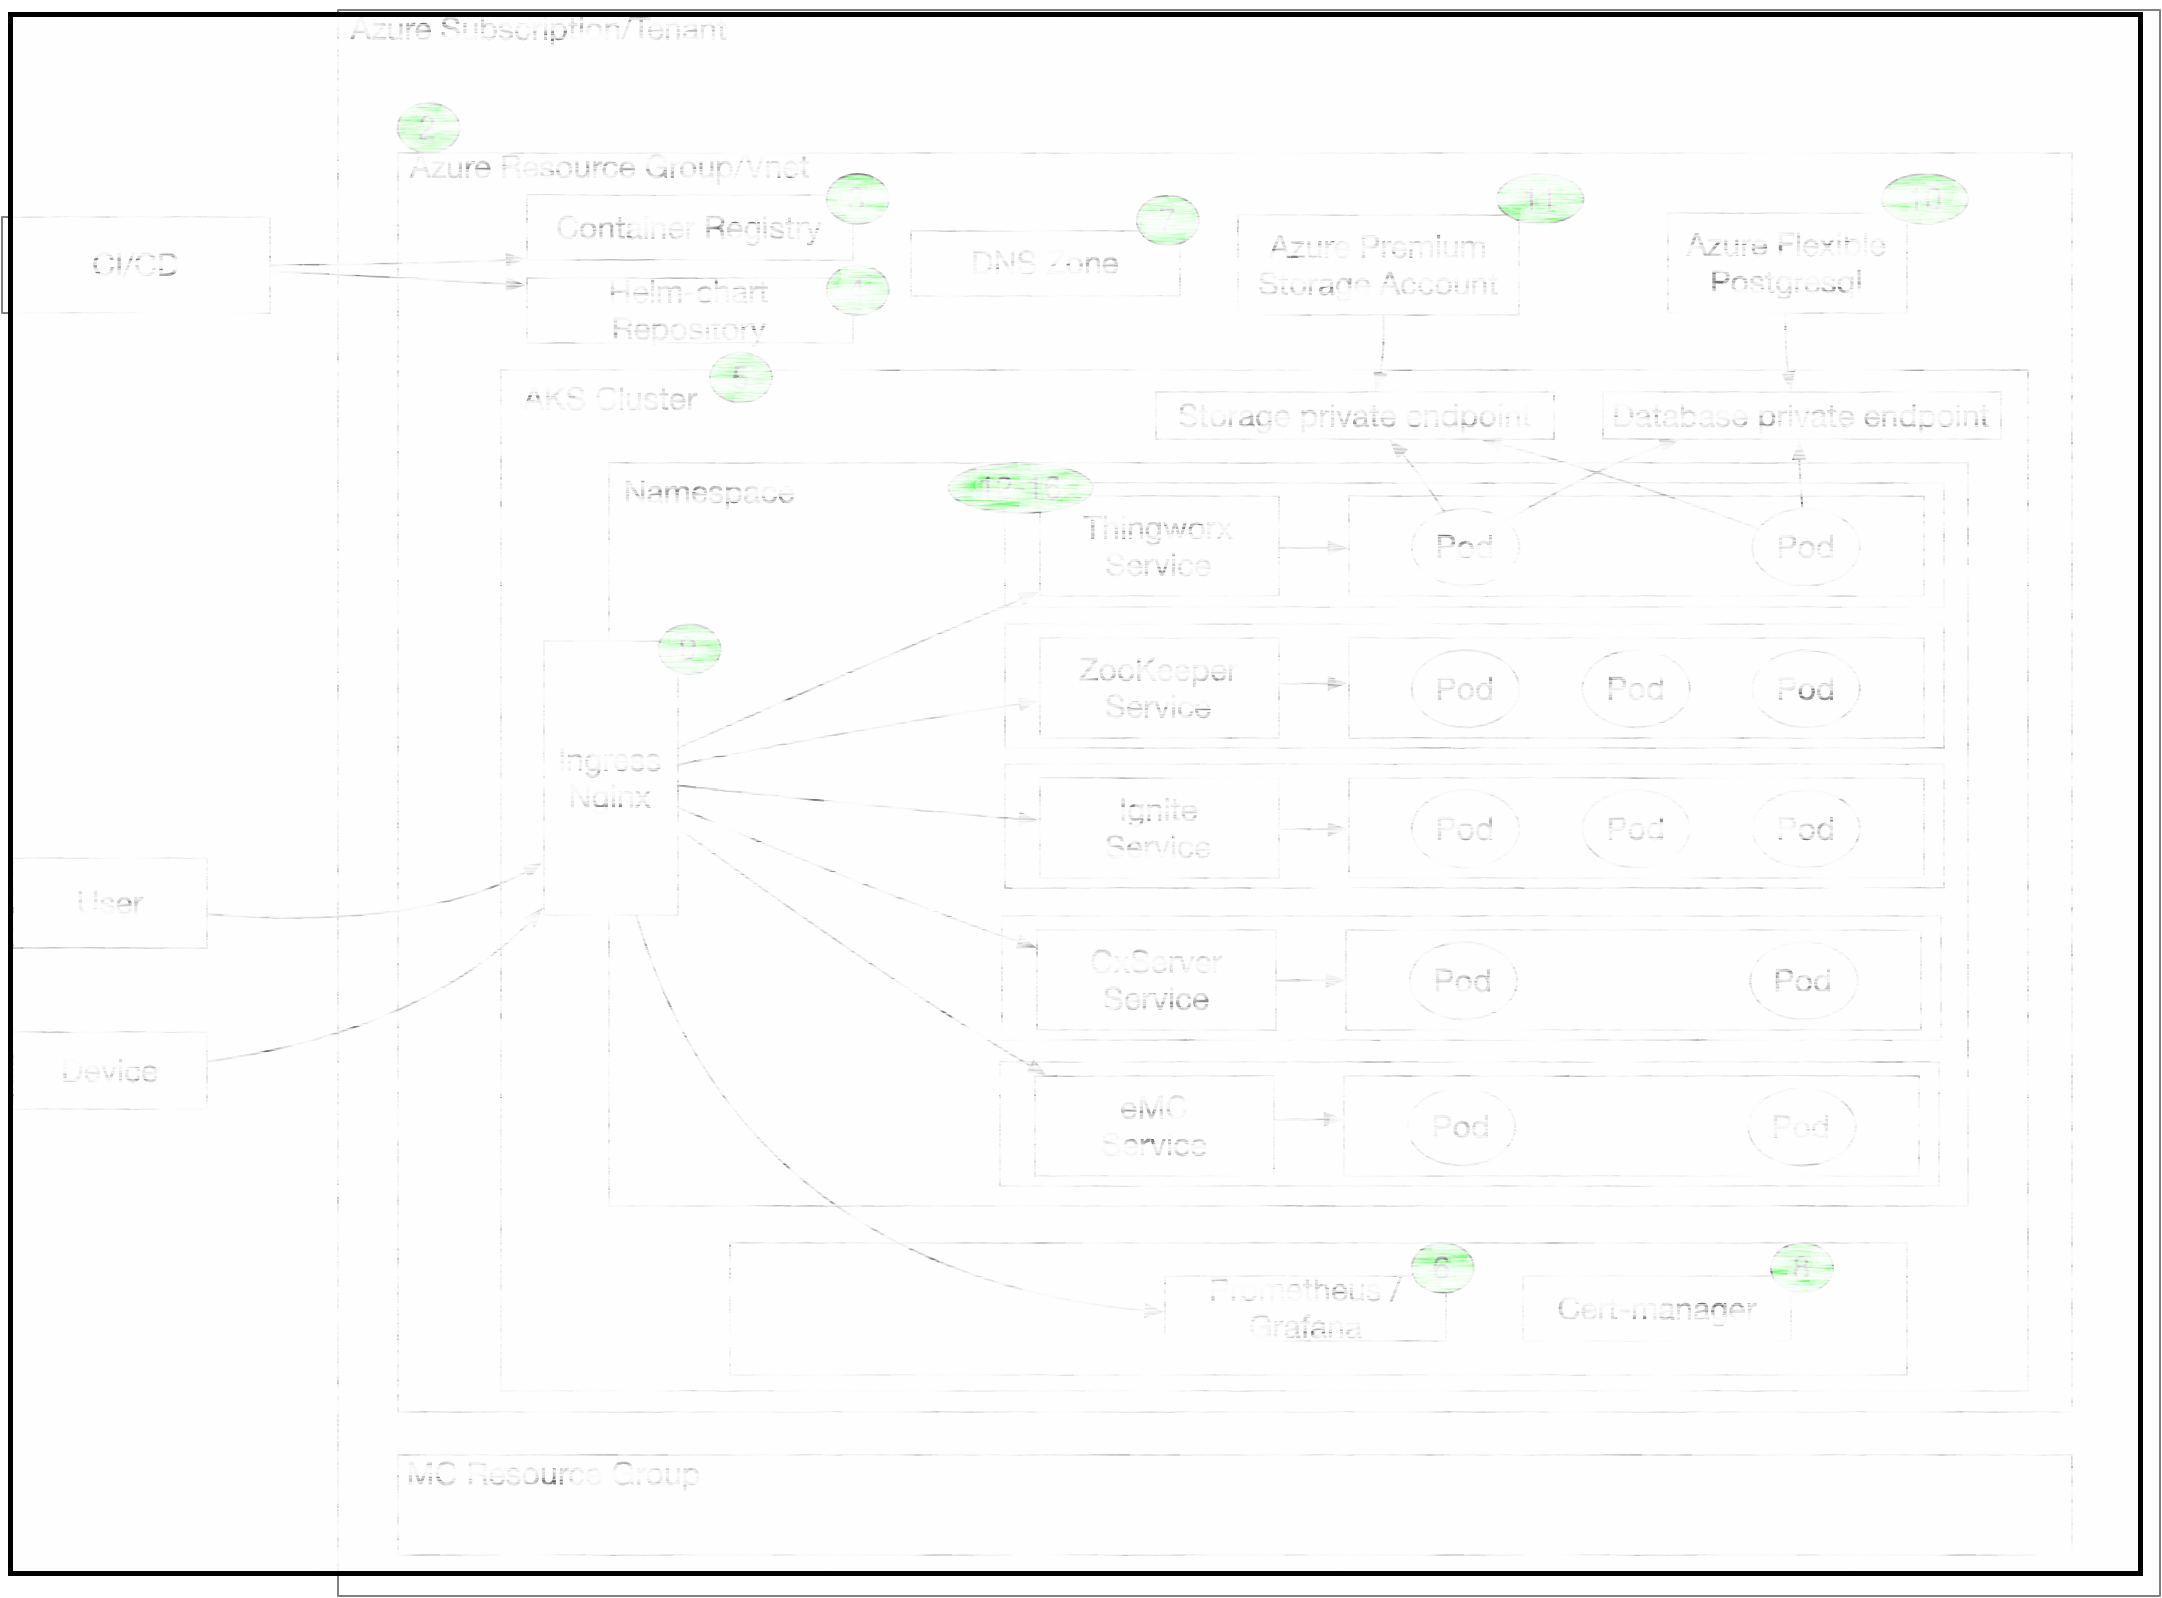 Azure Subscription/Tenant
2
Azure Resource Group/Vnet
3
Container Registry
CI/CD
Helm-chart
Repository
4
7
DNS Zone
11
Azure Premium
Storage Account
10
Azure Flexible
Postgresql
5
AKS Cluster
Storage private endpoint
Database private endpoint
Namespace
Thingworx
Service
Pod
Pod
9
Ingress
Nginx
ZooKeeper
Service
Pod
Pod
Pod
Ignite
Service
Pod
Pod
Pod
User
CxServer
Service
Pod
Pod
Device
eMC
Service
Pod
Pod
6
Prometheus /
Grafana
8
Cert-manager
MC Resource Group